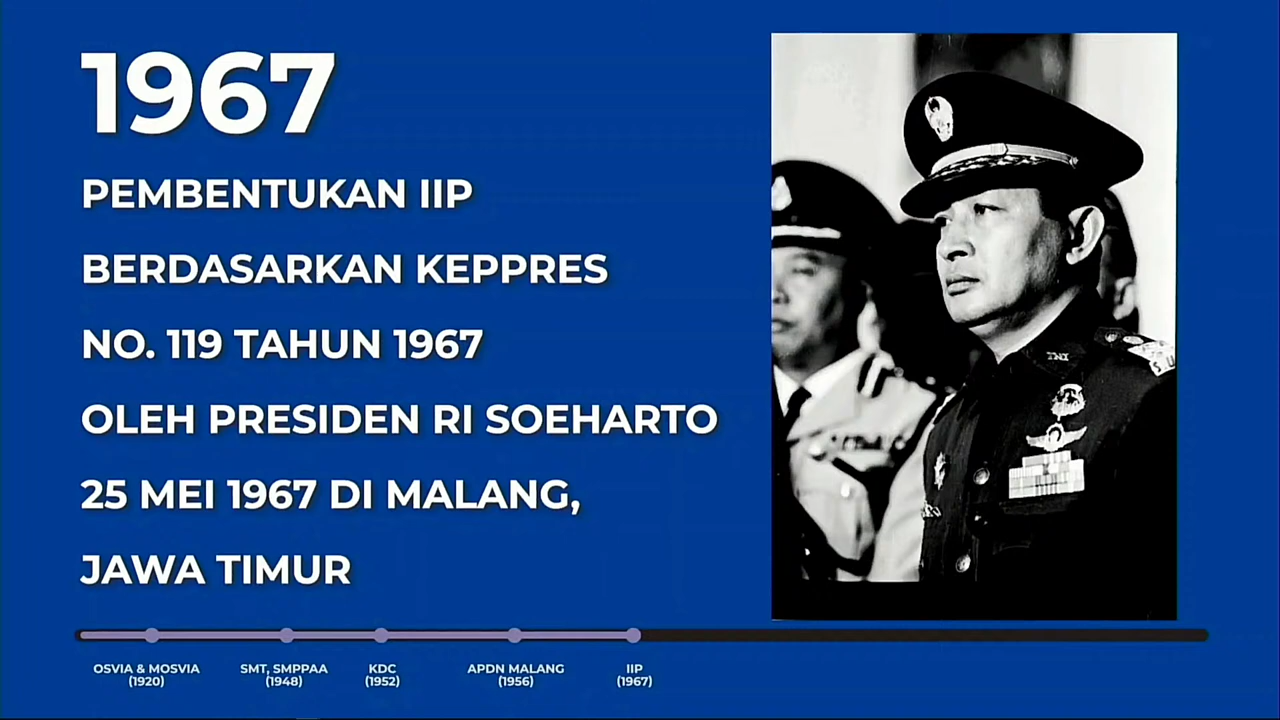 1967
PEMBENTUKAN IIP
BERDASARKAN KEPPRES
NO. 119 TAHUN 1967
OLEH PRESIDEN RI SOEHARTO
25 MEI 1967 DI MALANG,
JAWA TIMUR
TNI
OSVIA & MOSVIA
(1920)
SMT, SMPPAA
(1948)
KDC
(1952)
APDN MALANG
(1956)
IIP
(1967)